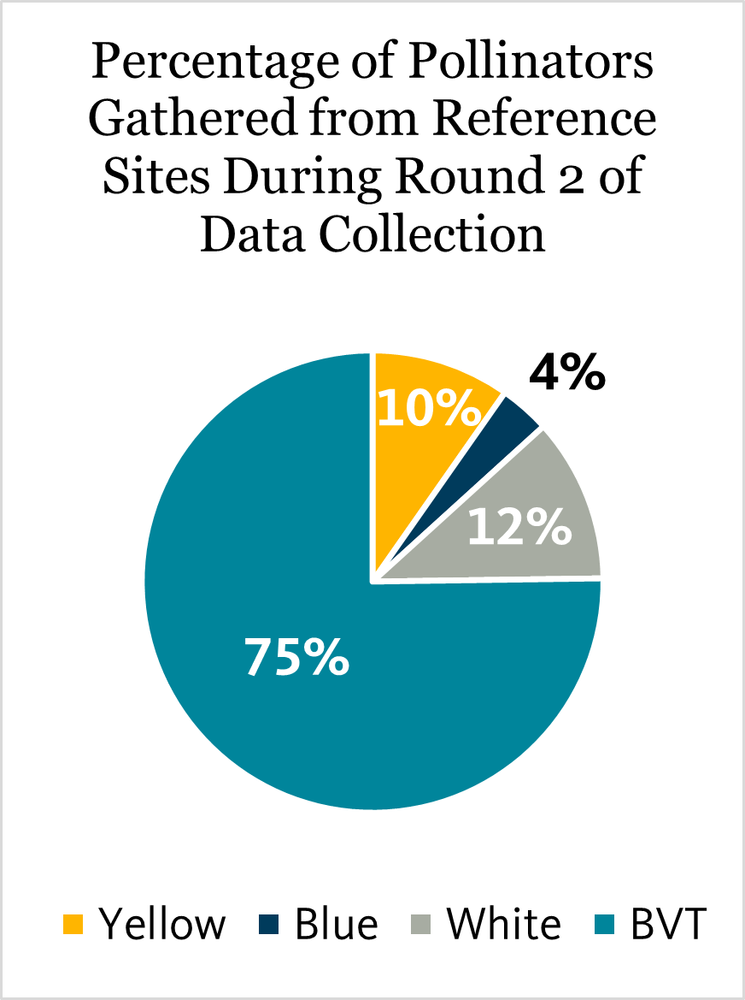 Percentage of Pollinators
Gathered from Reference
Sites During Round 2 of
Data Collection
4%
10%
12%
75%
Yellow Blue White BVT